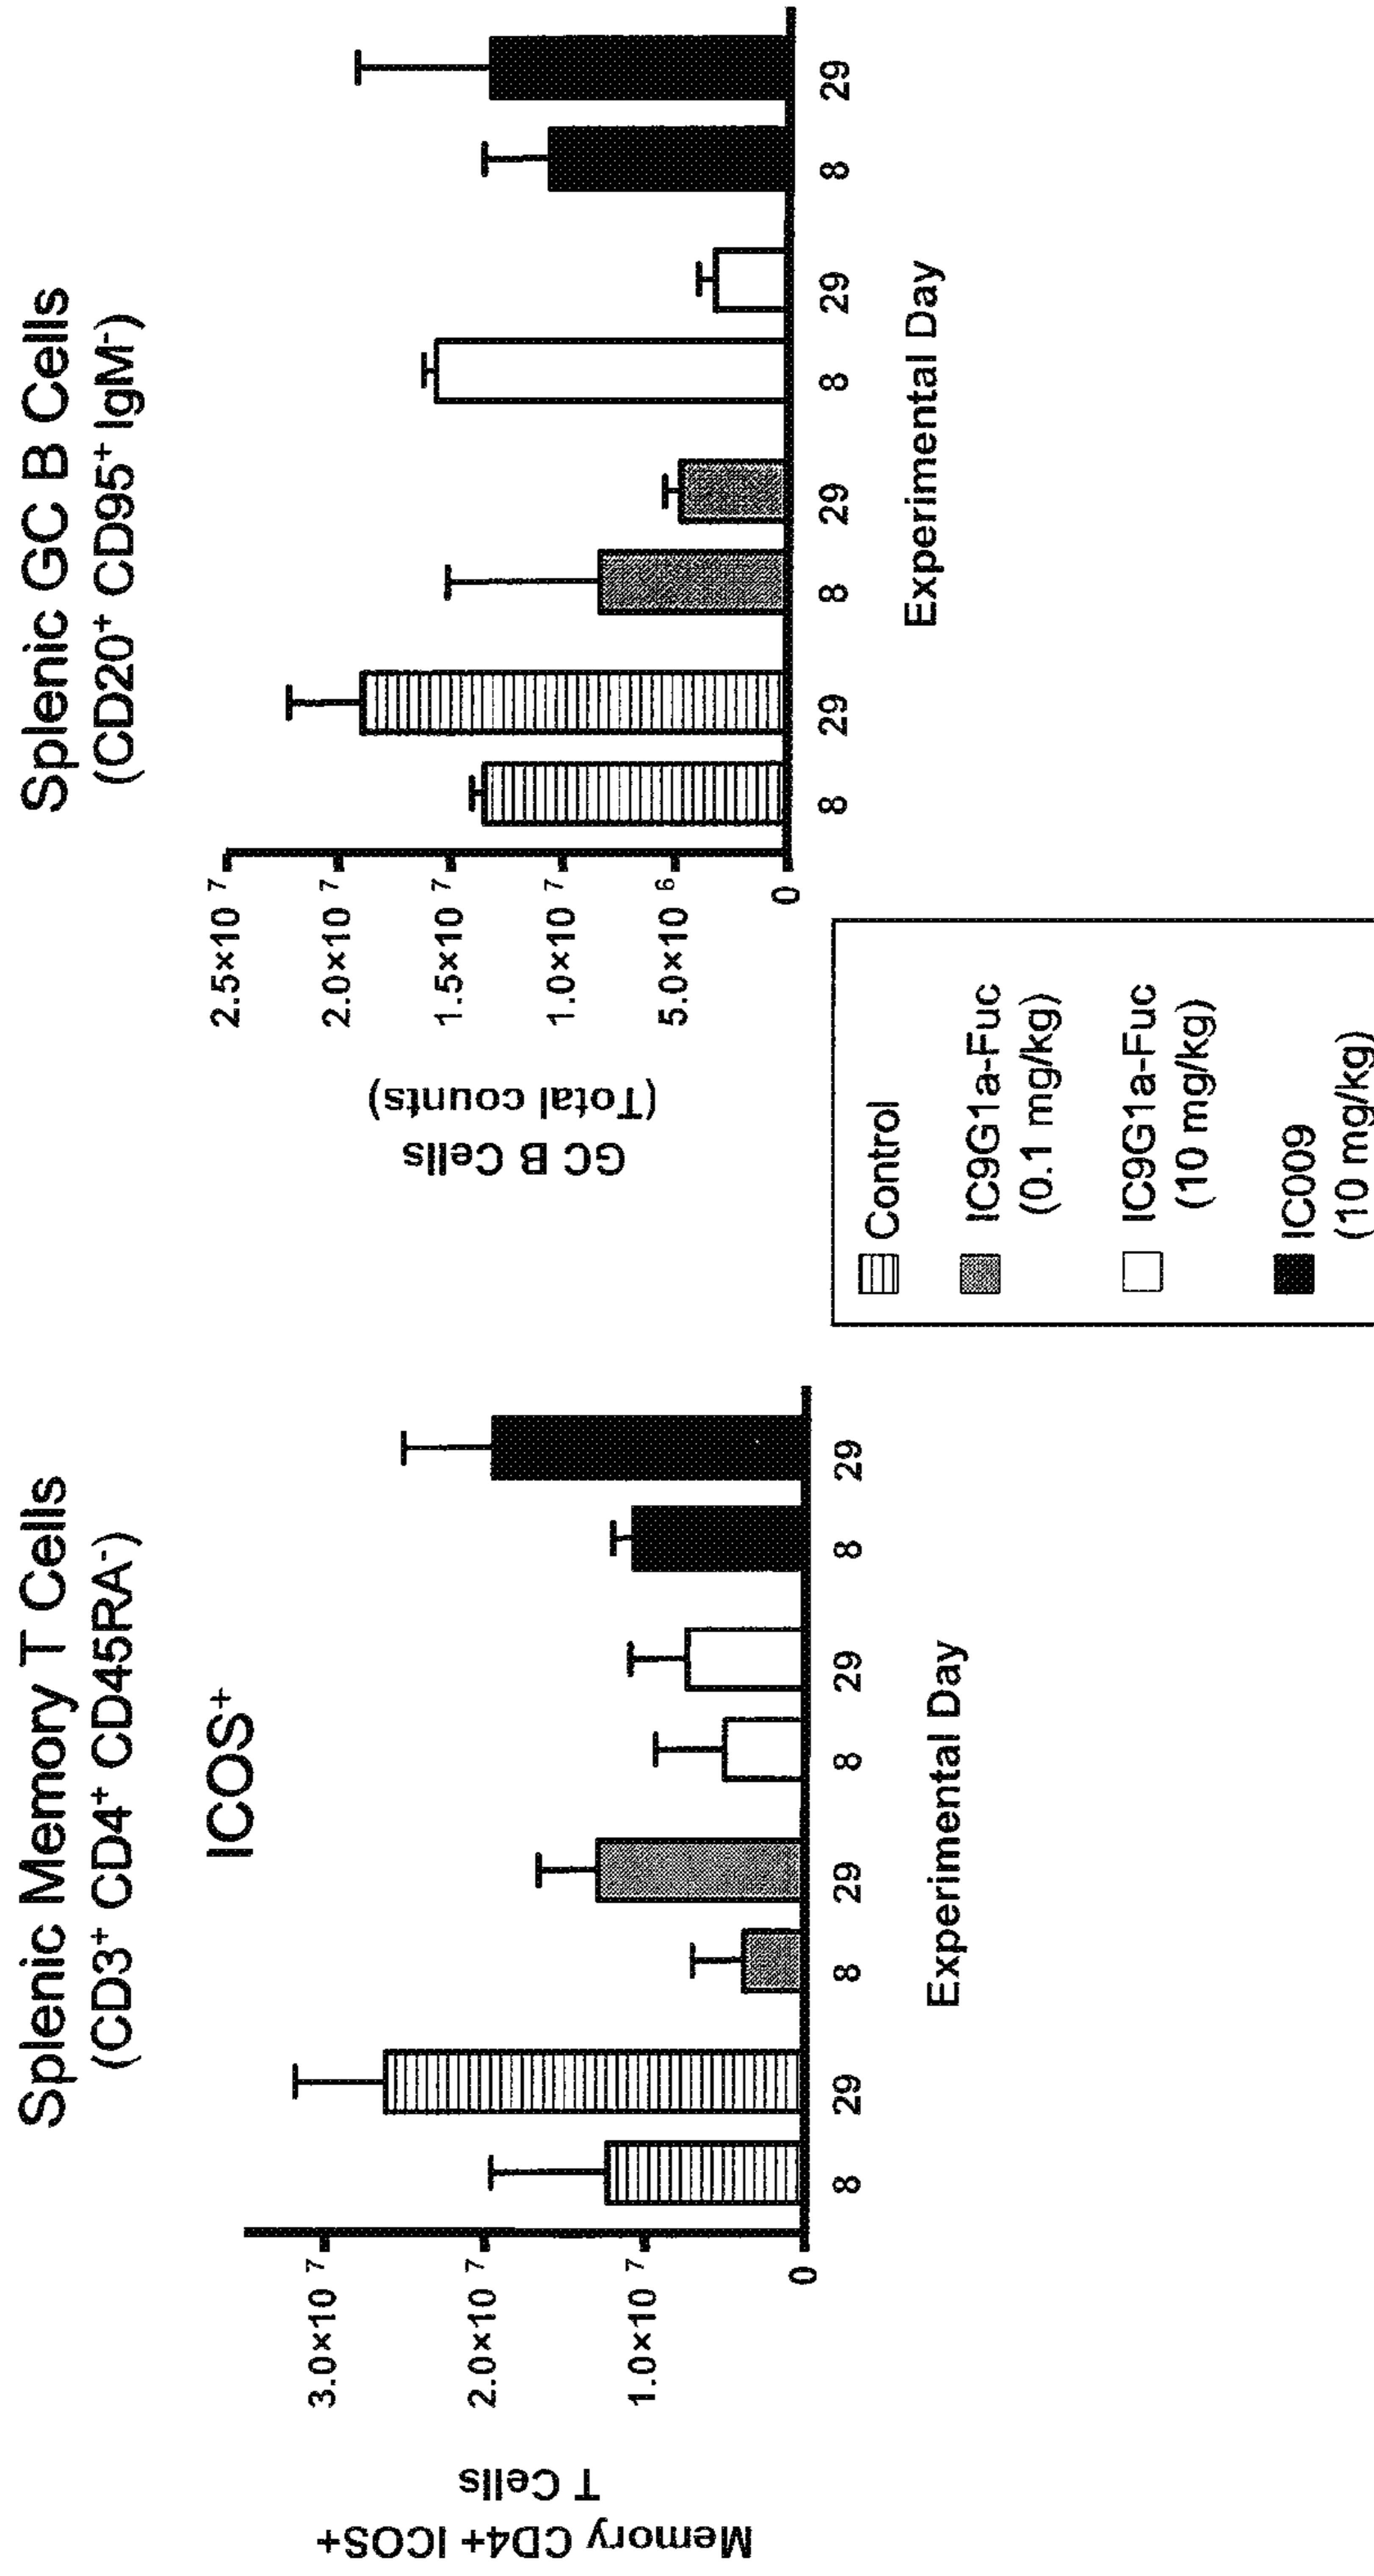 Splenic Memory T Cells
(CD3⁺ CD4⁺ CD45RA⁻)
ICOS⁺
Memory CD4+ ICOS+
T Cells
3.0×10 ⁷
2.0×10 ⁷
1.0×10 ⁷
0
8 29 8 29 8 29 8 29
Experimental Day
Splenic GC B Cells
(CD20⁺ CD95⁺ IgM⁻)
GC B Cells
(Total counts)
2.5×10 ⁷
2.0×10 ⁷
1.5×10 ⁷
1.0×10 ⁷
5.0×10 ⁶
0
8 29 8 29 8 29 8 29
Experimental Day
Control
IC9G1a-Fuc
(0.1 mg/kg)
IC9G1a-Fuc
(10 mg/kg)
IC009
(10 mg/kg)